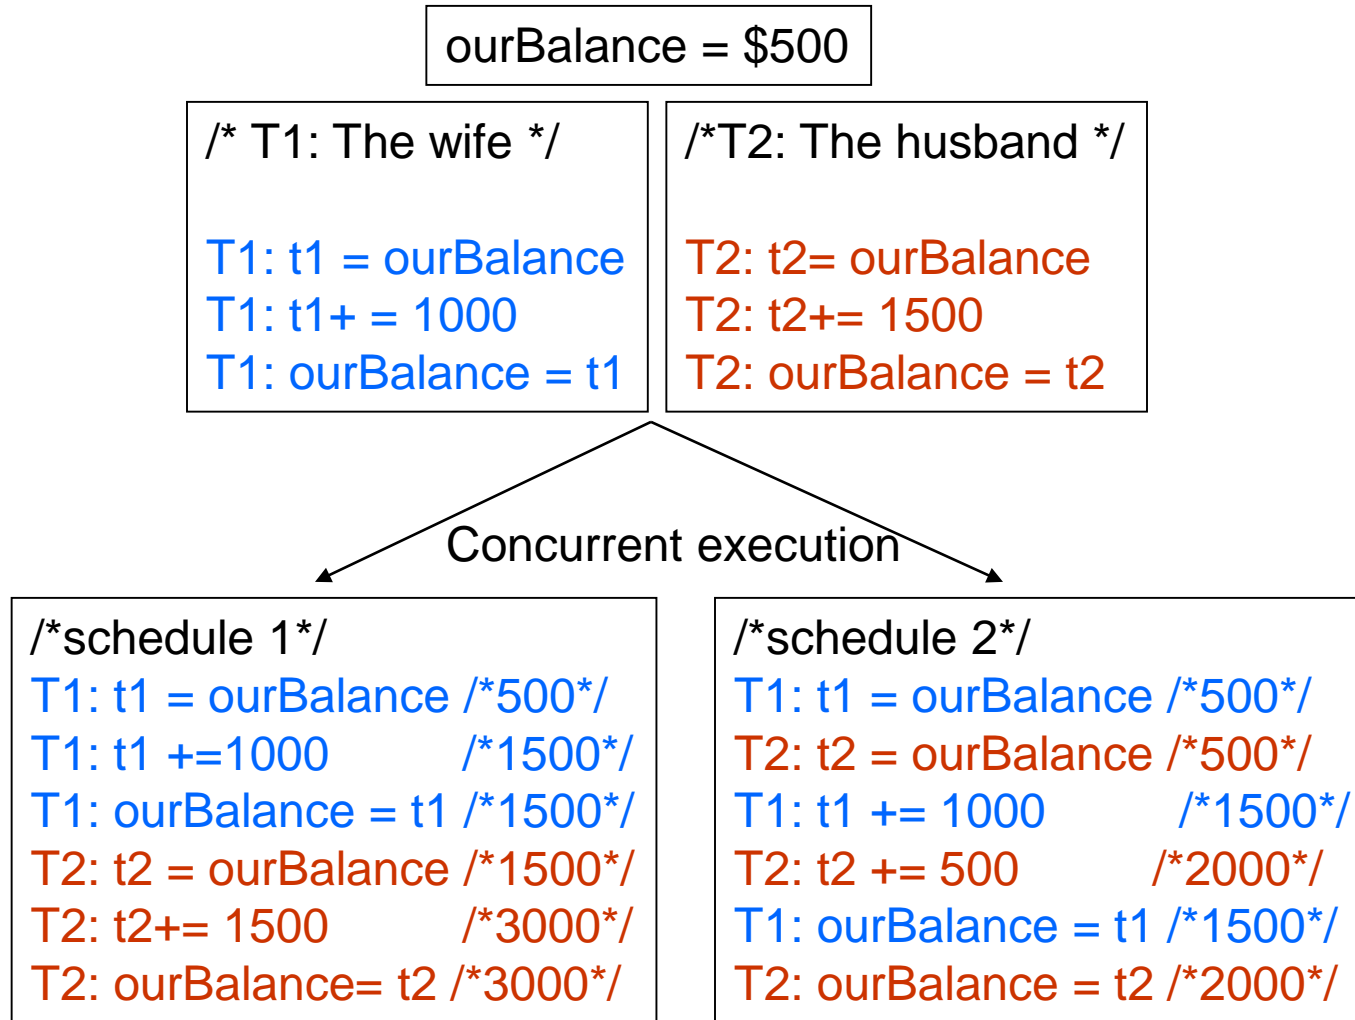 ourBalance = $500
/* T1: The wife */
T1: t1 = ourBalance
T1: t1+ = 1000
T1: ourBalance = t1
/*T2: The husband */
T2: t2= ourBalance
T2: t2+= 1500
T2: ourBalance = t2
Concurrent execution
/*schedule 1*/
T1: t1 = ourBalance /*500*/
T1: t1 +=1000 /*1500*/
T1: ourBalance = t1 /*1500*/
T2: t2 = ourBalance /*1500*/
T2: t2+= 1500 /*3000*/
T2: ourBalance= t2 /*3000*/
/*schedule 2*/
T1: t1 = ourBalance /*500*/
T2: t2 = ourBalance /*500*/
T1: t1 += 1000 /*1500*/
T2: t2 += 500 /*2000*/
T1: ourBalance = t1 /*1500*/
T2: ourBalance = t2 /*2000*/